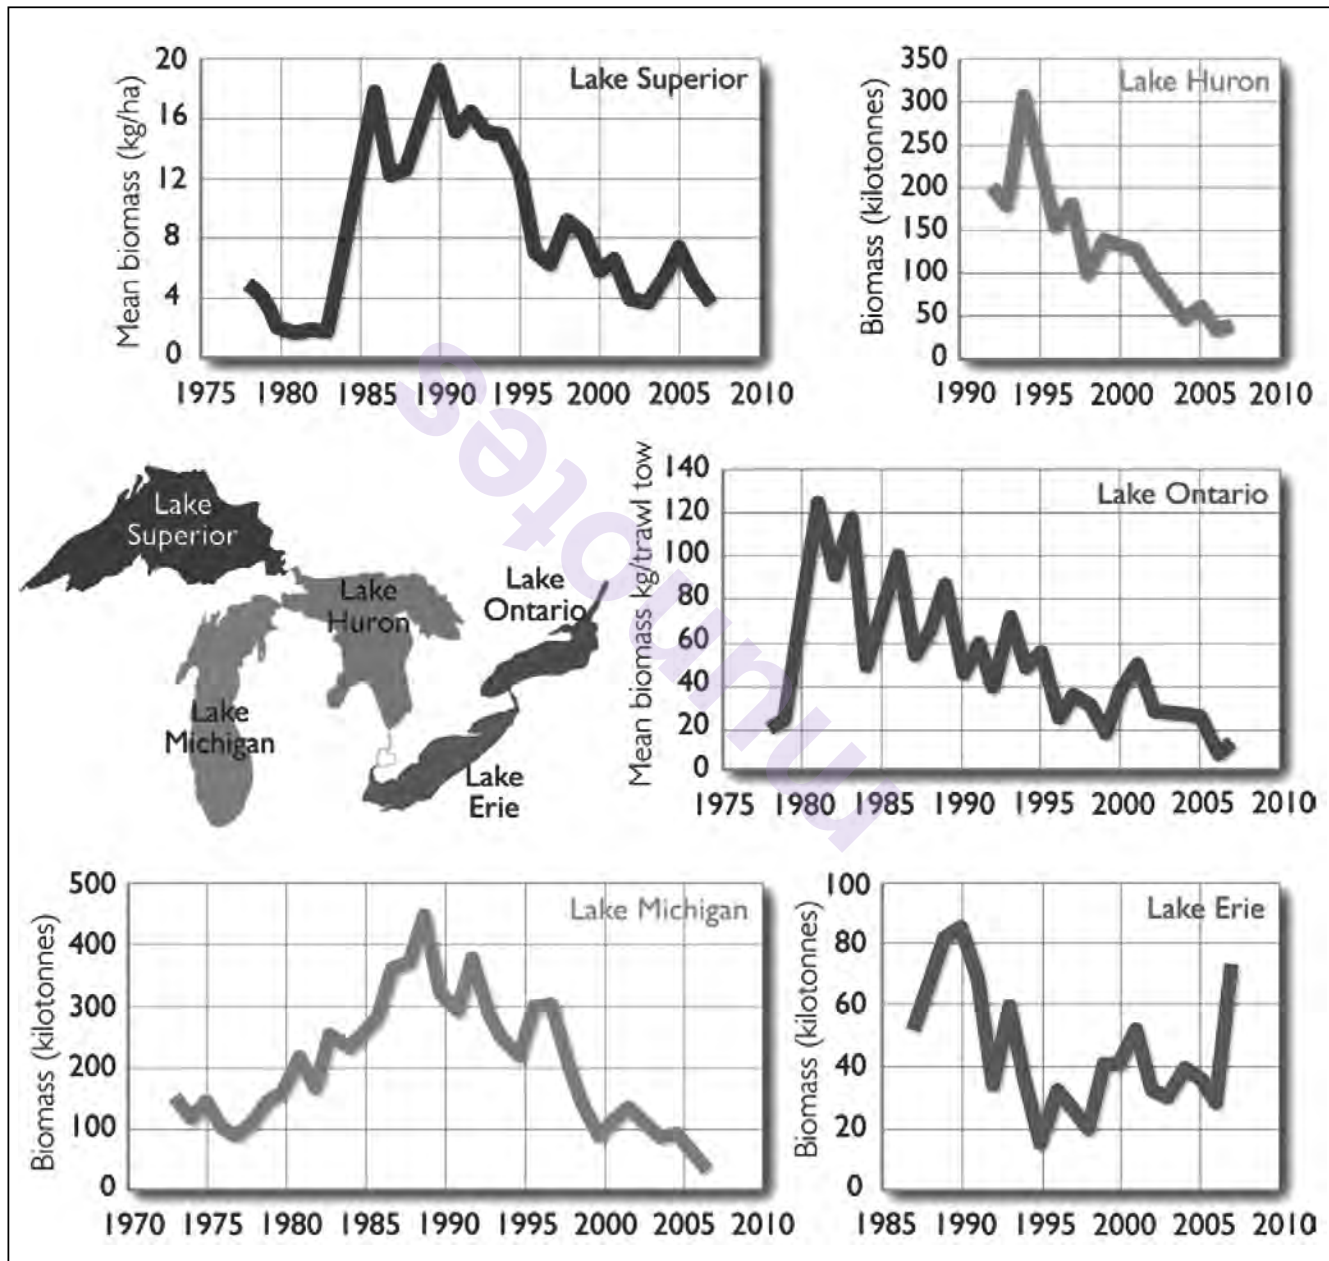 Lake Superior
Mean biomass (kg/ha)
20
16
12
8
4
0
1975 1980 1985 1990 1995 2000 2005 2010
Lake Huron
Biomass (kilotonnes)
350
300
250
200
150
100
50
0
1990 1995 2000 2005 2010
Lake
Superior
Lake
Huron
Lake
Ontario
Lake
Michigan
Lake
Erie
Lake Ontario
Mean biomass kg/trawl tow
140
120
100
80
60
40
20
0
1975 1980 1985 1990 1995 2000 2005 2010
Lake Michigan
Biomass (kilotonnes)
500
400
300
200
100
0
1970 1975 1980 1985 1990 1995 2000 2005 2010
Lake Erie
Biomass (kilotonnes)
100
80
60
40
20
0
1985 1990 1995 2000 2005 2010
munotes